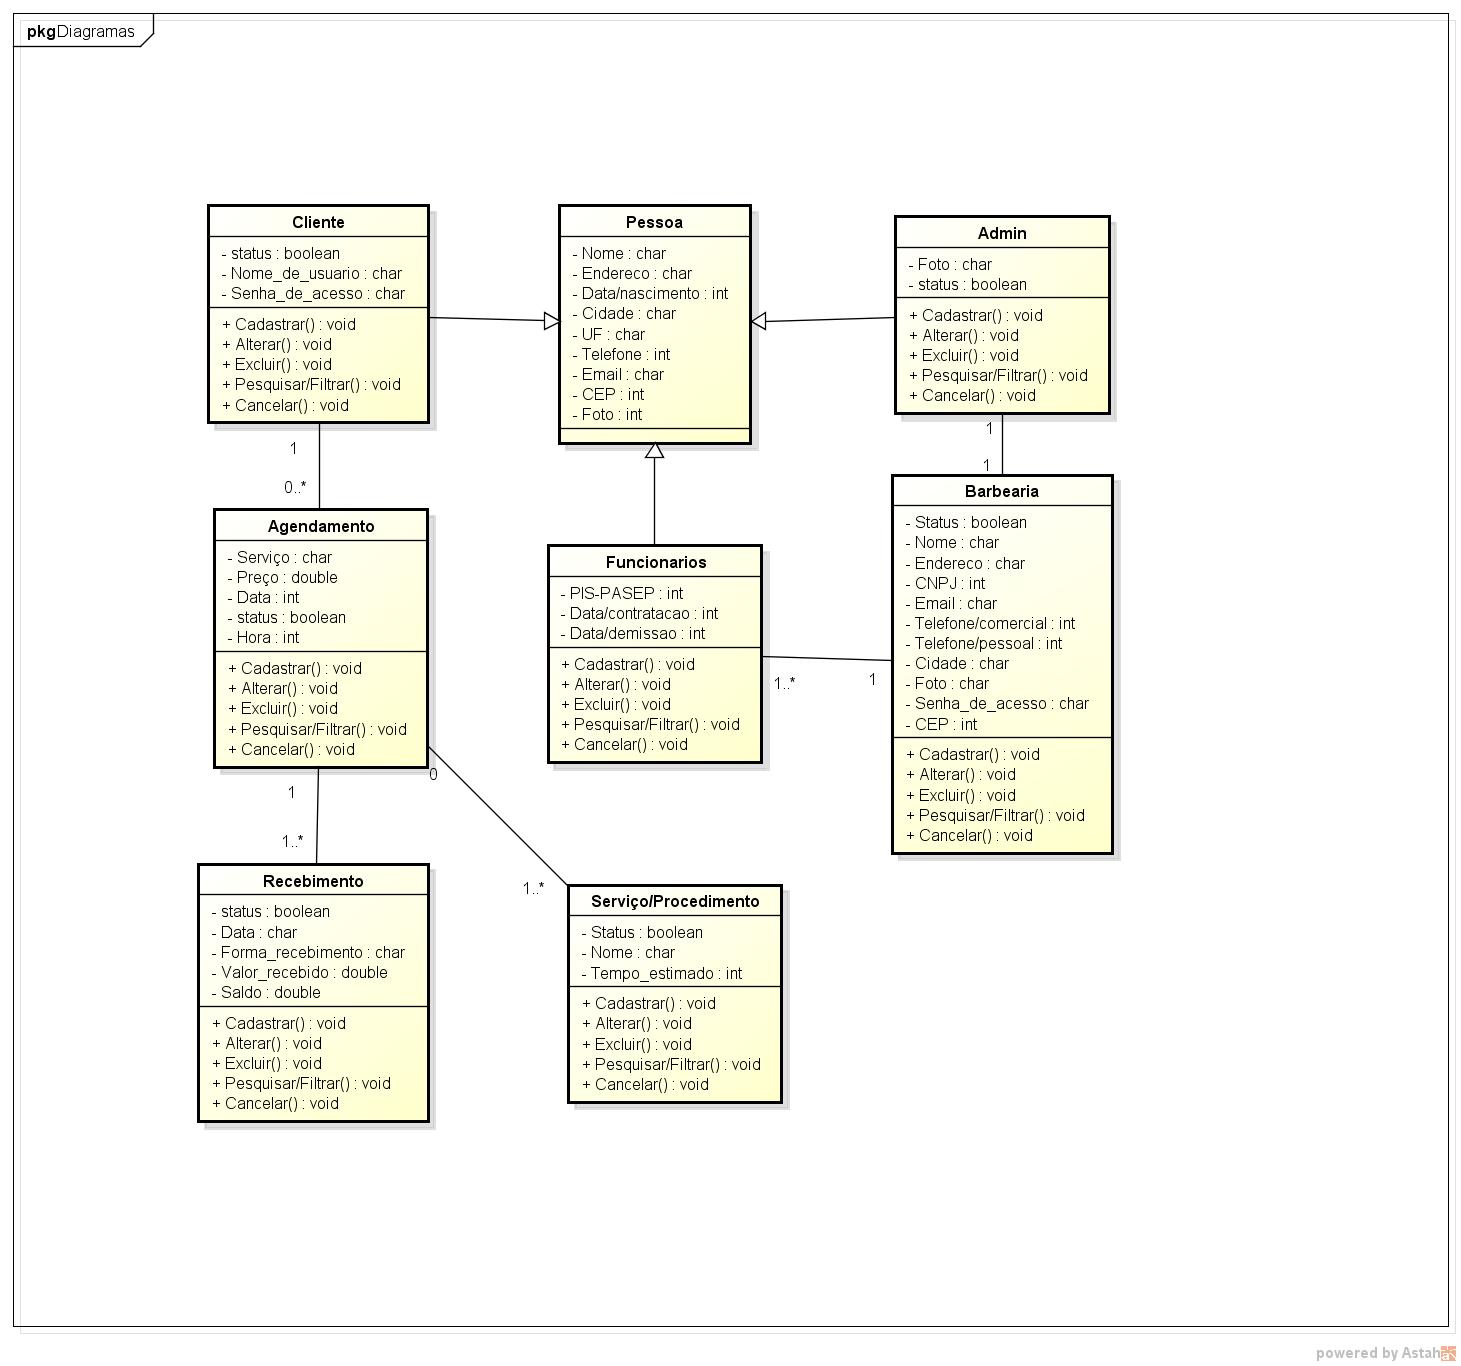 pkgDiagramas
Cliente
- status : boolean
- Nome_de_usuario : char
- Senha_de_acesso : char
+ Cadastrar() : void
+ Alterar() : void
+ Excluir() : void
+ Pesquisar/Filtrar() : void
+ Cancelar() : void
Pessoa
- Nome : char
- Endereco : char
- Data/nascimento : int
- Cidade : char
- UF : char
- Telefone : int
- Email : char
- CEP : int
- Foto : int
Admin
- Foto : char
- status : boolean
+ Cadastrar() : void
+ Alterar() : void
+ Excluir() : void
+ Pesquisar/Filtrar() : void
+ Cancelar() : void
1
0..*
1
1
Agendamento
- Serviço : char
- Preço : double
- Data : int
- status : boolean
- Hora : int
+ Cadastrar() : void
+ Alterar() : void
+ Excluir() : void
+ Pesquisar/Filtrar() : void
+ Cancelar() : void
Funcionarios
- PIS-PASEP : int
- Data/contratacao : int
- Data/demissao : int
+ Cadastrar() : void
+ Alterar() : void
+ Excluir() : void
+ Pesquisar/Filtrar() : void
+ Cancelar() : void
1..*
1
Barbearia
- Status : boolean
- Nome : char
- Endereco : char
- CNPJ : int
- Email : char
- Telefone/comercial : int
- Telefone/pessoal : int
- Cidade : char
- Foto : char
- Senha_de_acesso : char
- CEP : int
+ Cadastrar() : void
+ Alterar() : void
+ Excluir() : void
+ Pesquisar/Filtrar() : void
+ Cancelar() : void
0
1
1..*
1..*
Recebimento
- status : boolean
- Data : char
- Forma_recebimento : char
- Valor_recebido : double
- Saldo : double
+ Cadastrar() : void
+ Alterar() : void
+ Excluir() : void
+ Pesquisar/Filtrar() : void
+ Cancelar() : void
Serviço/Procedimento
- Status : boolean
- Nome : char
- Tempo_estimado : int
+ Cadastrar() : void
+ Alterar() : void
+ Excluir() : void
+ Pesquisar/Filtrar() : void
+ Cancelar() : void
powered by Astah